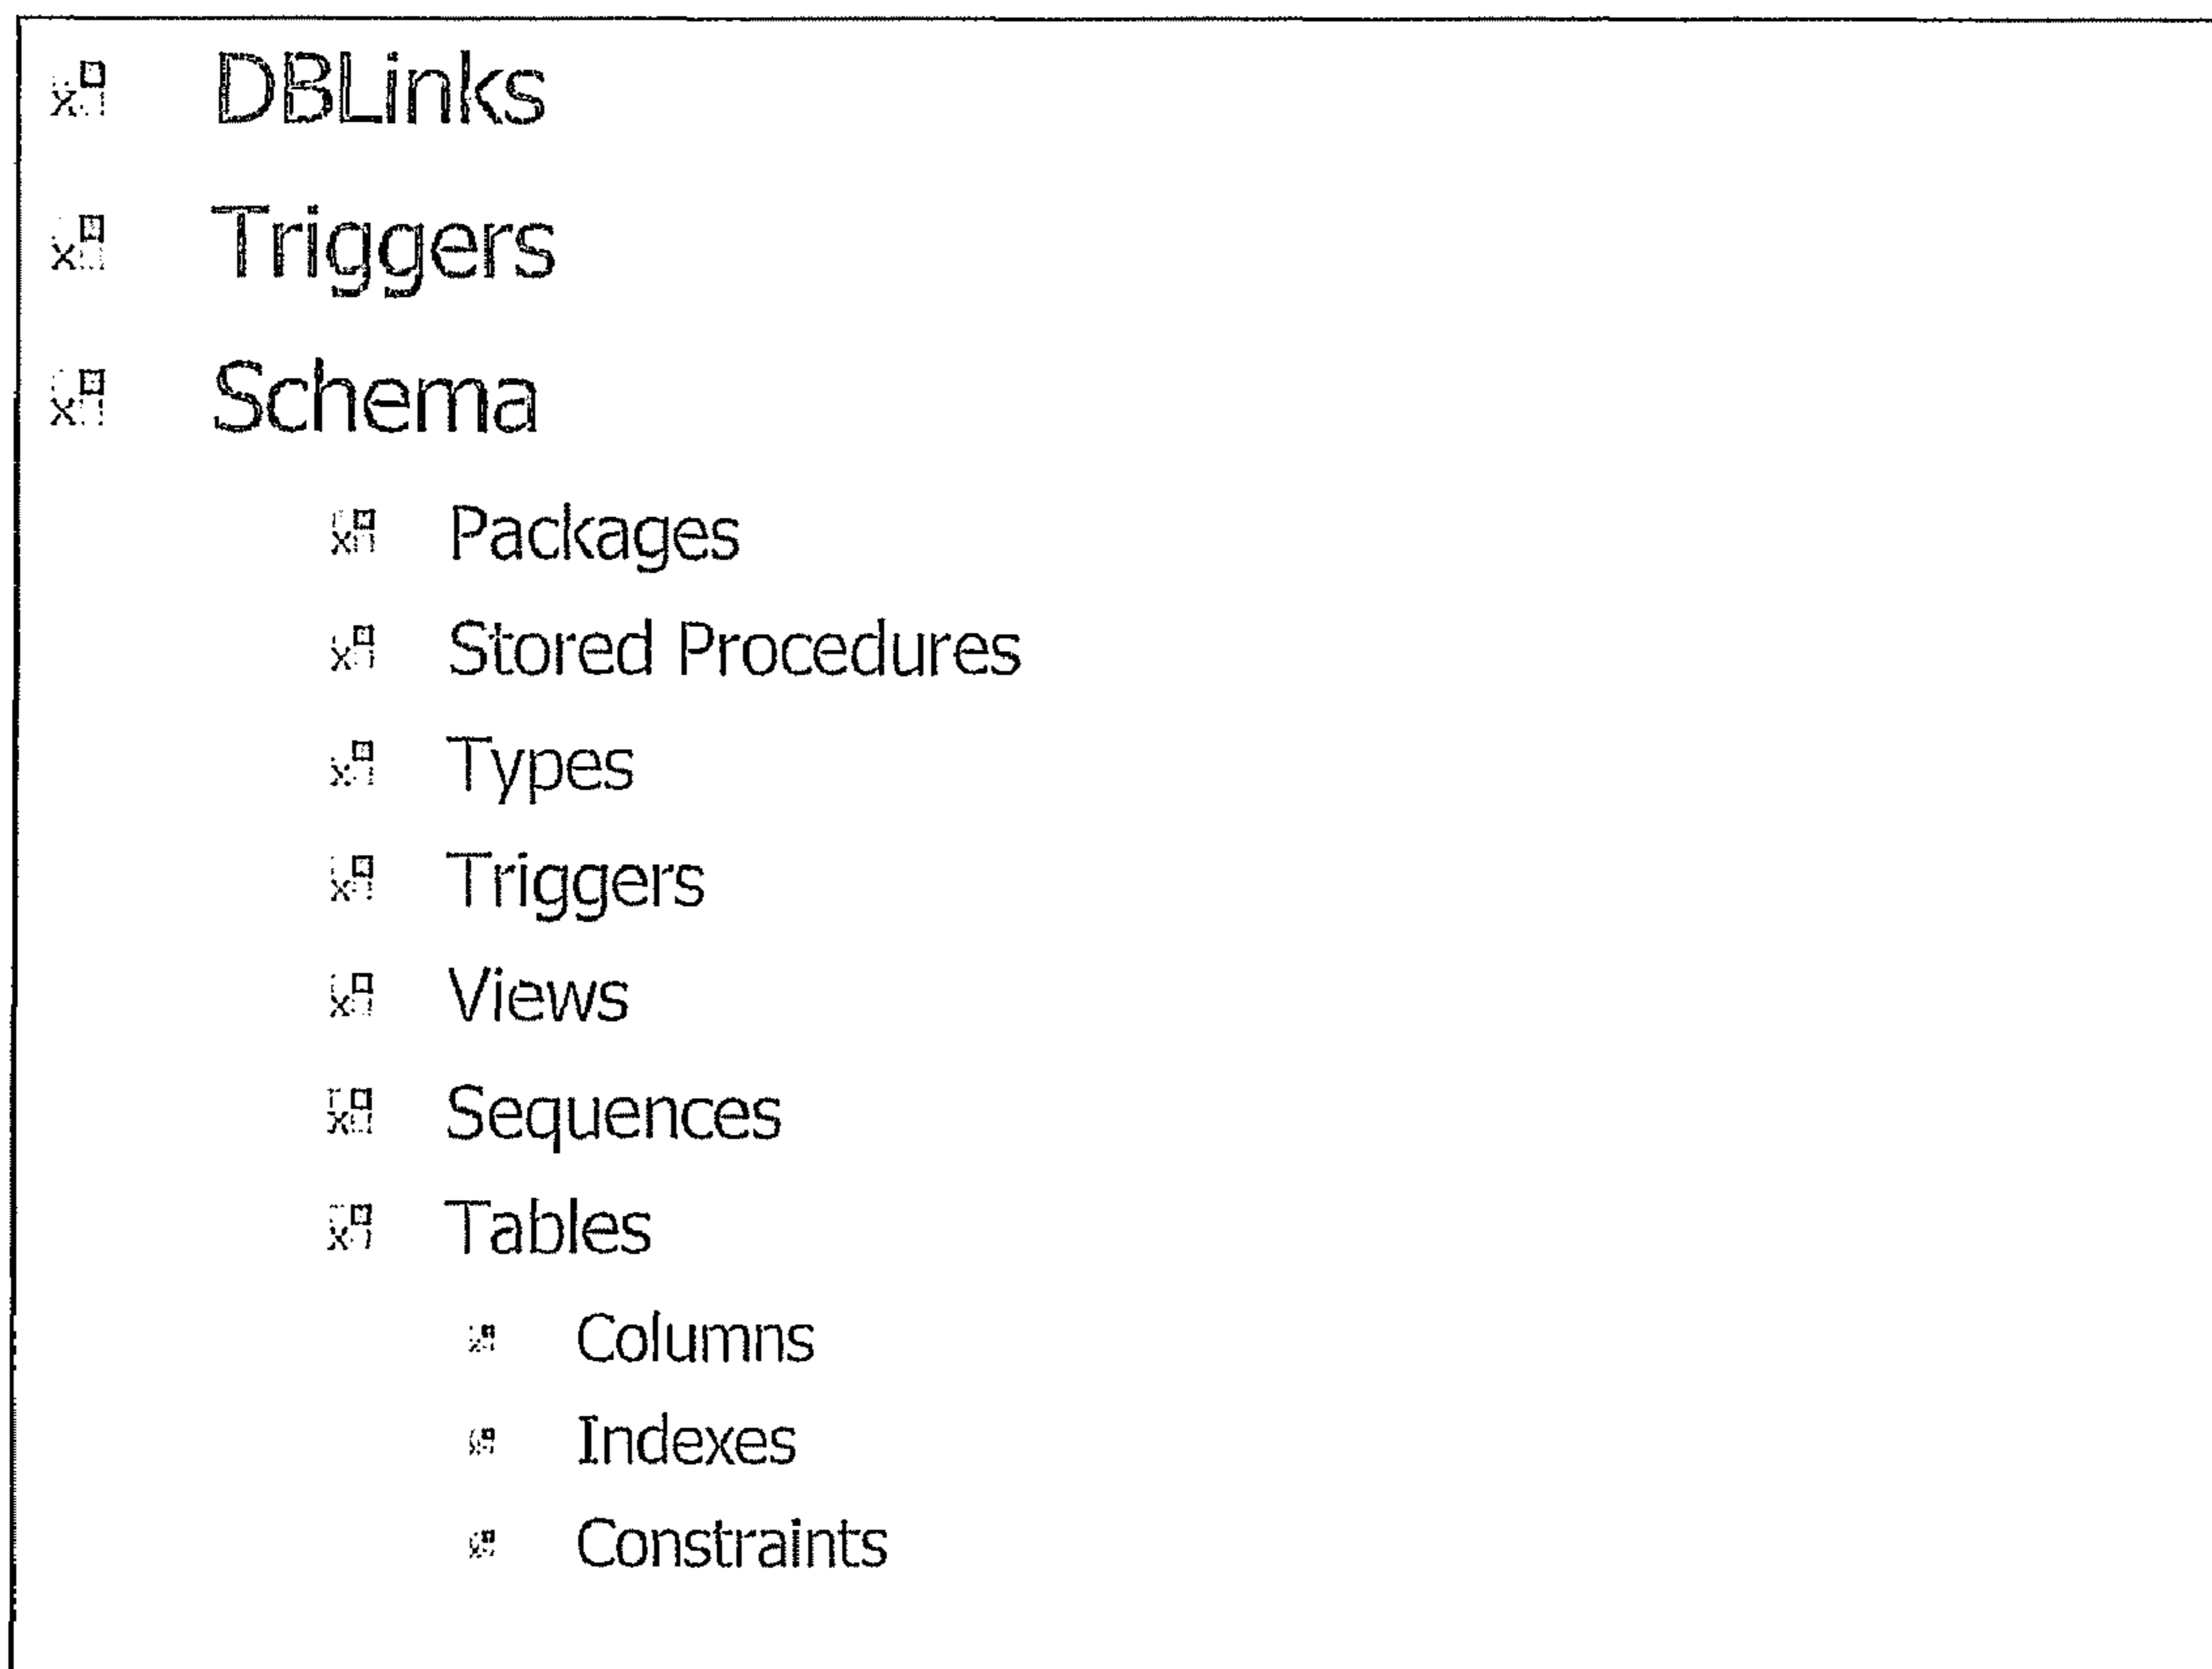 DBLinks
Triggers
Schema
Packages
Stored Procedures
Types
Triggers
Views
Sequences
Tables
Columns
Indexes
Constraints